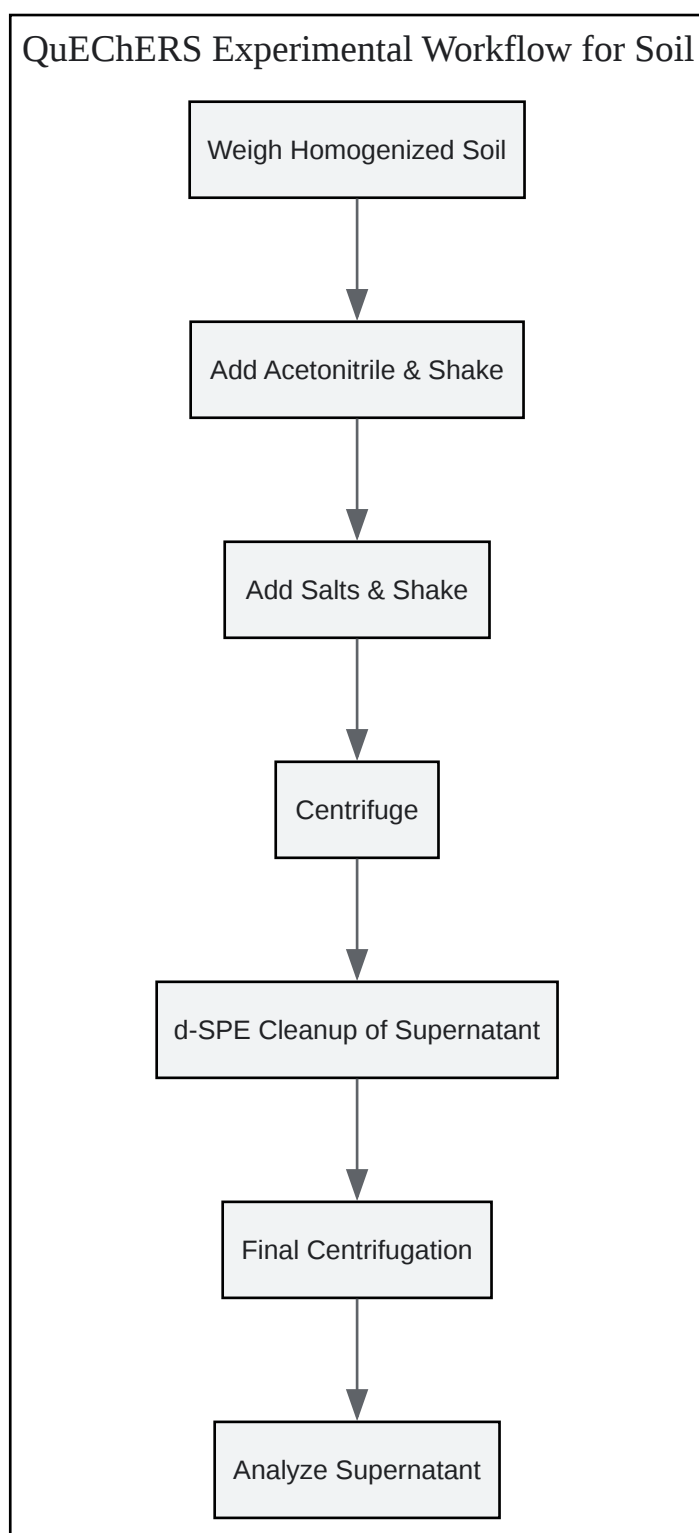 QuEChERS Experimental Workflow for Soil
Weigh Homogenized Soil
Add Acetonitrile & Shake
Add Salts & Shake
Centrifuge
d-SPE Cleanup of Supernatant
Final Centrifugation
Analyze Supernatant